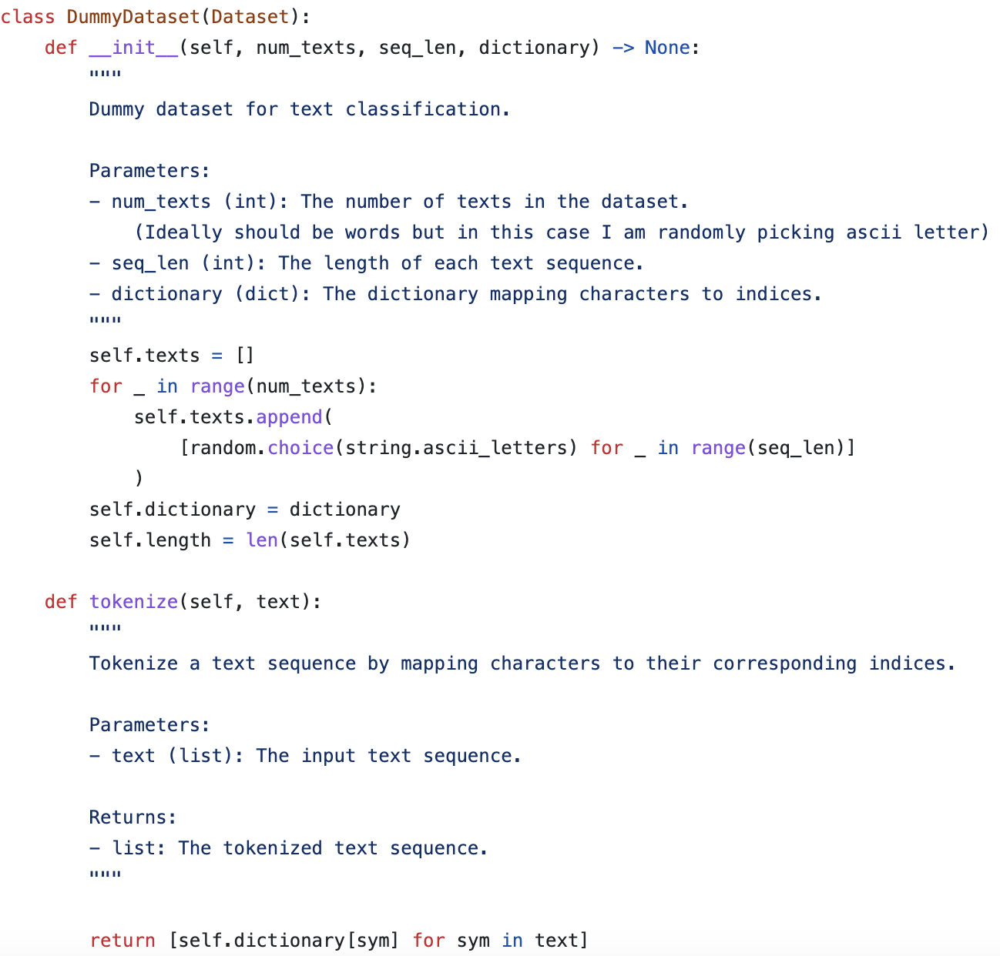 class DummyDataset(Dataset):
    def __init__(self, num_texts, seq_len, dictionary) -> None:
        """
        Dummy dataset for text classification.

        Parameters:
        - num_texts (int): The number of texts in the dataset.
            (Ideally should be words but in this case I am randomly picking ascii letter)
        - seq_len (int): The length of each text sequence.
        - dictionary (dict): The dictionary mapping characters to indices.
        """
        self.texts = []
        for _ in range(num_texts):
            self.texts.append(
                [random.choice(string.ascii_letters) for _ in range(seq_len)]
            )
        self.dictionary = dictionary
        self.length = len(self.texts)

    def tokenize(self, text):
        """
        Tokenize a text sequence by mapping characters to their corresponding indices.

        Parameters:
        - text (list): The input text sequence.

        Returns:
        - list: The tokenized text sequence.
        """

        return [self.dictionary[sym] for sym in text]